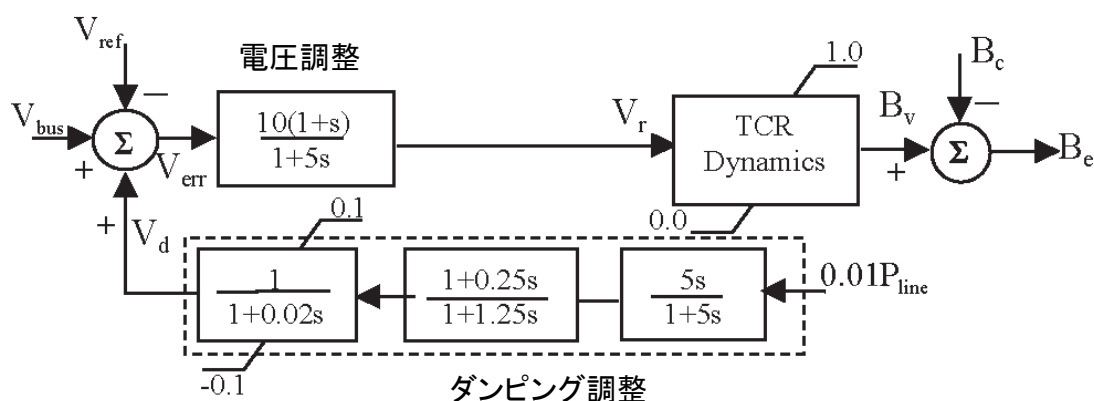 V_ref
電圧調整
1.0
B_c
−
−
V_bus
Σ
10(1+s)
1+5s
V_r
TCR
Dynamics
B_v
Σ
B_e
+
V_err
+
0.0
+
V_d
0.1
-0.1
1
1+0.02s
1+0.25s
1+1.25s
5s
1+5s
0.01P_line
ダンピング調整